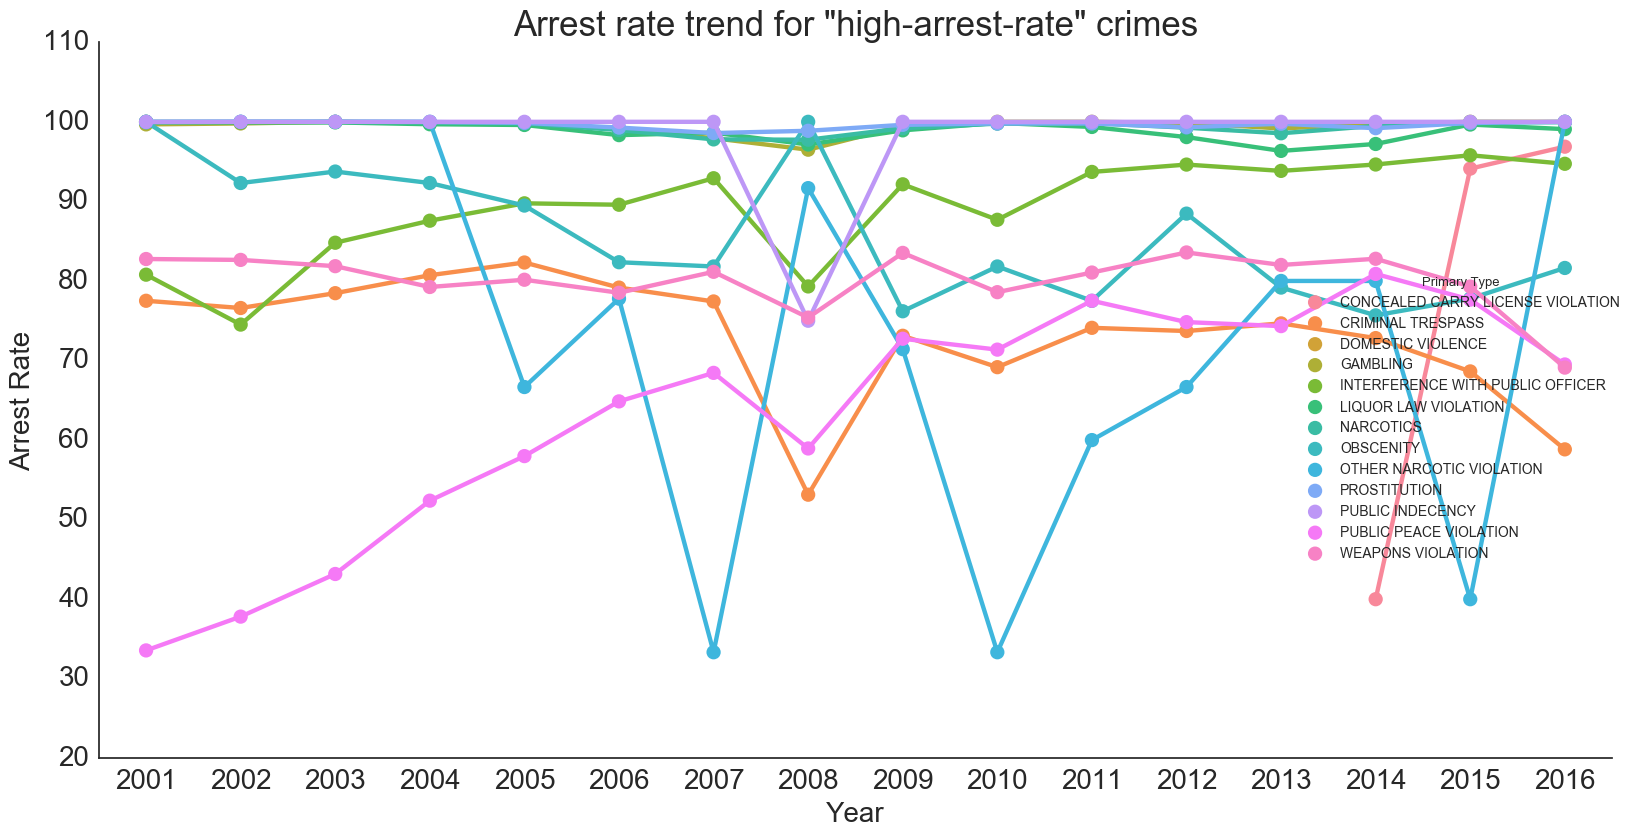 Arrest rate trend for "high-arrest-rate" crimes
110
100
90
80
70
60
50
40
30
20
Arrest Rate
Primary Type
CONCEALED CARRY LICENSE VIOLATION
CRIMINAL TRESPASS
DOMESTIC VIOLENCE
GAMBLING
INTERFERENCE WITH PUBLIC OFFICER
LIQUOR LAW VIOLATION
NARCOTICS
OBSCENITY
OTHER NARCOTIC VIOLATION
PROSTITUTION
PUBLIC INDECENCY
PUBLIC PEACE VIOLATION
WEAPONS VIOLATION
2001 2002 2003 2004 2005 2006 2007 2008 2009 2010 2011 2012 2013 2014 2015 2016
Year